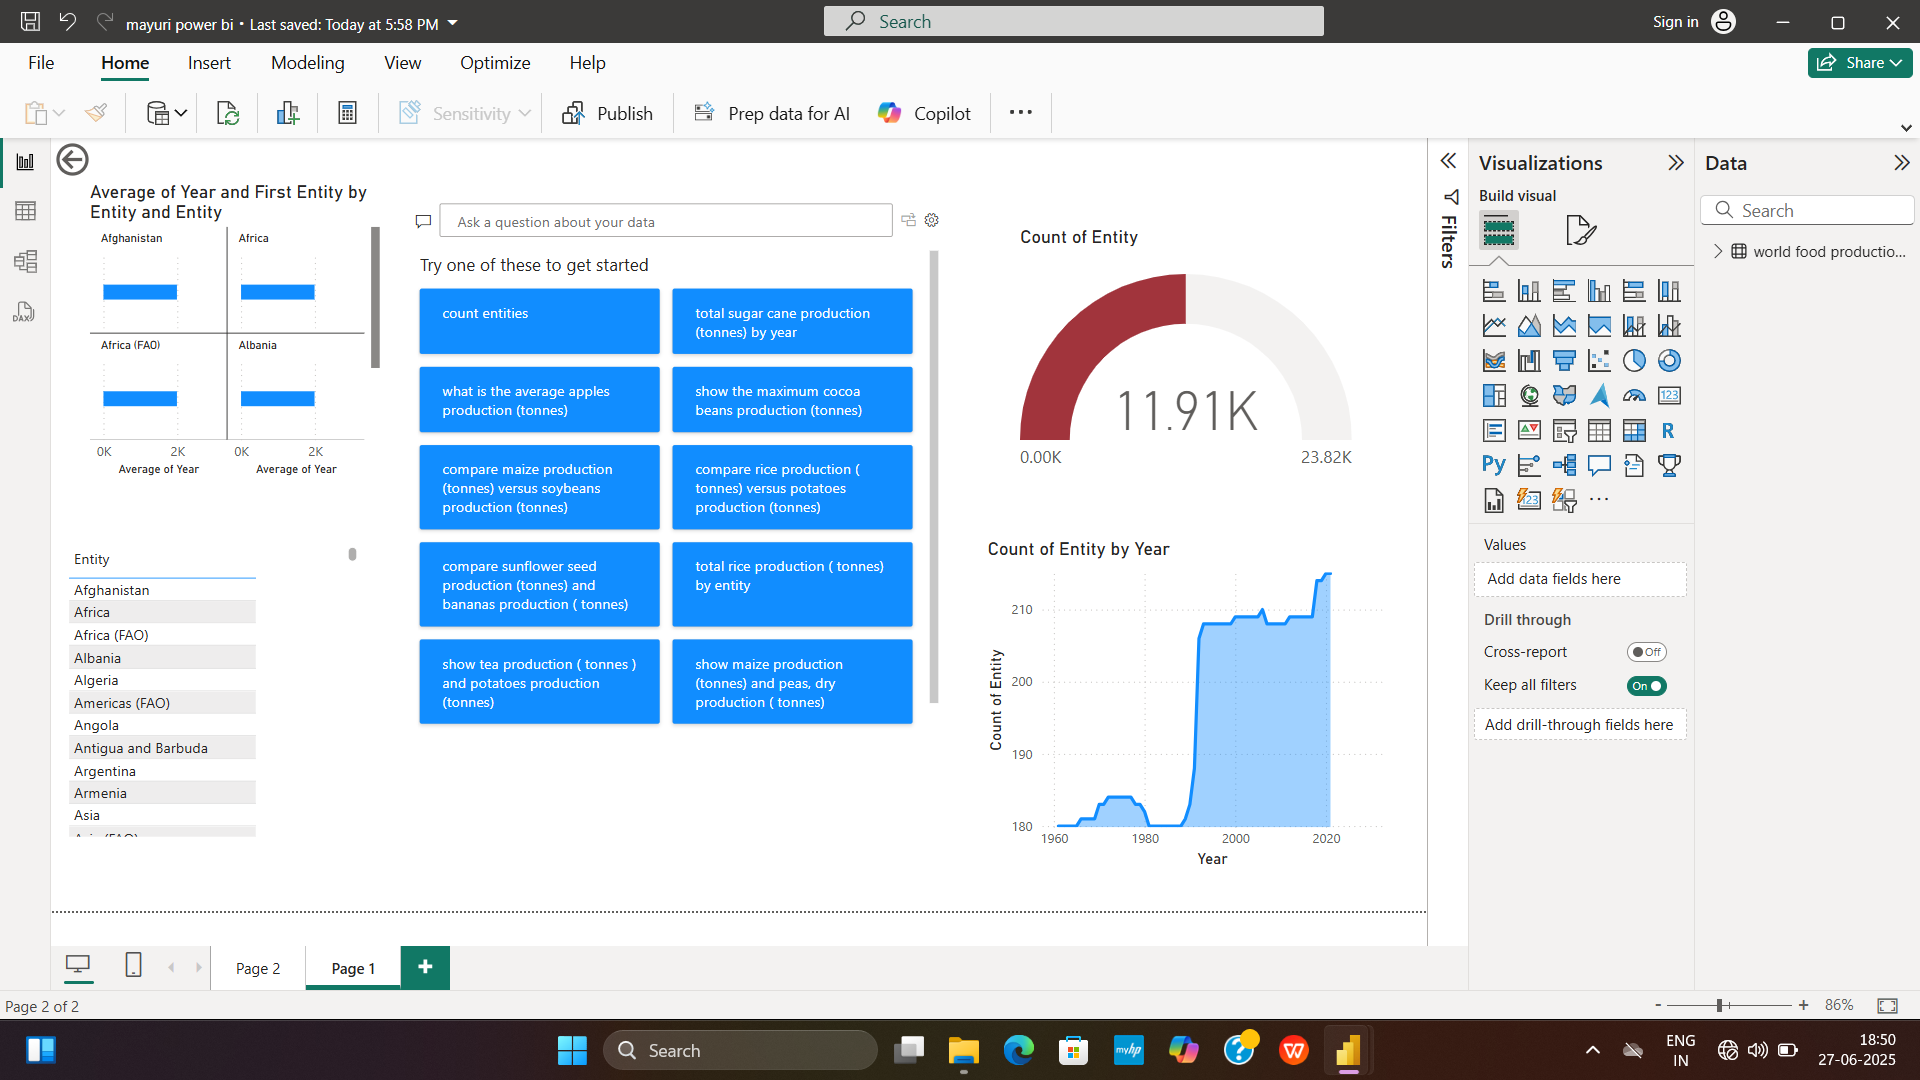 mayuri power bi • Last saved: Today at 5:58 PM
Search
Sign in
File
Home
Insert
Modeling
View
Optimize
Help
Share
Sensitivity
Publish
Prep data for AI
Copilot
Average of Year and First Entity by
Entity and Entity
Afghanistan
Africa
Africa (FAO)
Albania
0K
2K
0K
2K
Average of Year
Average of Year
Entity
Afghanistan
Africa
Africa (FAO)
Albania
Algeria
Americas (FAO)
Angola
Antigua and Barbuda
Argentina
Armenia
Asia
Ask a question about your data
Try one of these to get started
count entities
total sugar cane production
(tonnes) by year
what is the average apples
production (tonnes)
show the maximum cocoa
beans production (tonnes)
compare maize production
(tonnes) versus soybeans
production (tonnes)
compare rice production (
tonnes) versus potatoes
production (tonnes)
compare sunflower seed
production (tonnes) and
bananas production ( tonnes)
total rice production ( tonnes)
by entity
show tea production ( tonnes )
and potatoes production
(tonnes)
show maize production
(tonnes) and peas, dry
production ( tonnes)
Count of Entity
11.91K
0.00K
23.82K
Count of Entity by Year
Count of Entity
210
200
190
180
1960
1980
2000
2020
Year
Filters
Visualizations
Build visual
123
R
Py
123
Values
Add data fields here
Drill through
Cross-report
Off
Keep all filters
On
Add drill-through fields here
Data
Search
world food productio...
DAX
Page 2
Page 1
Page 2 of 2
86%
Search
myhp
ENG
IN
18:50
27-06-2025